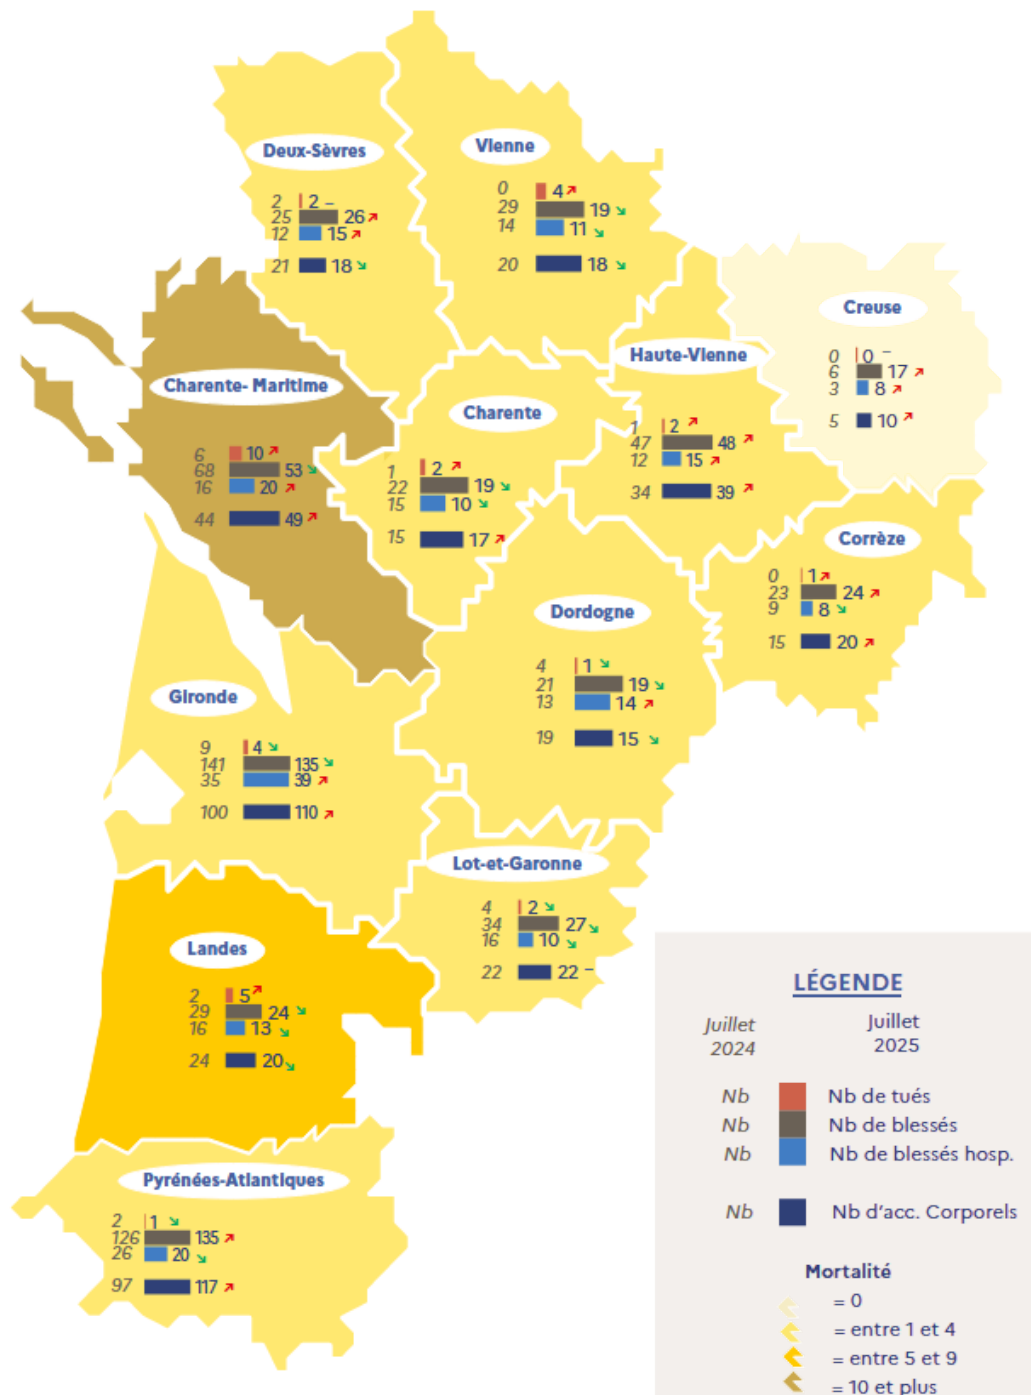 Deux-Sèvres
2 2 –
25 26
12 15
21 18
Vienne
0 4
29 19
14 11
20 18
Creuse
0 0 –
6 17
3 8
5 10
Haute-Vienne
1 2
47 48
12 15
34 39
Charente- Maritime
6 10
68 53
16 20
44 49
Charente
1 2
22 19
15 10
15 17
Corrèze
0 1
23 24
9 8
15 20
Dordogne
4 1
21 19
13 14
19 15
Gironde
9 4
141 135
35 39
100 110
Lot-et-Garonne
4 2
34 27
16 10
22 22 –
Landes
2 5
29 24
16 13
24 20
Pyrénées-Atlantiques
2 1
126 135
26 20
97 117
LÉGENDE
Juillet 2024
Juillet 2025
Nb Nb de tués
Nb Nb de blessés
Nb Nb de blessés hosp.
Nb Nb d'acc. Corporels
Mortalité
= 0
= entre 1 et 4
= entre 5 et 9
= 10 et plus